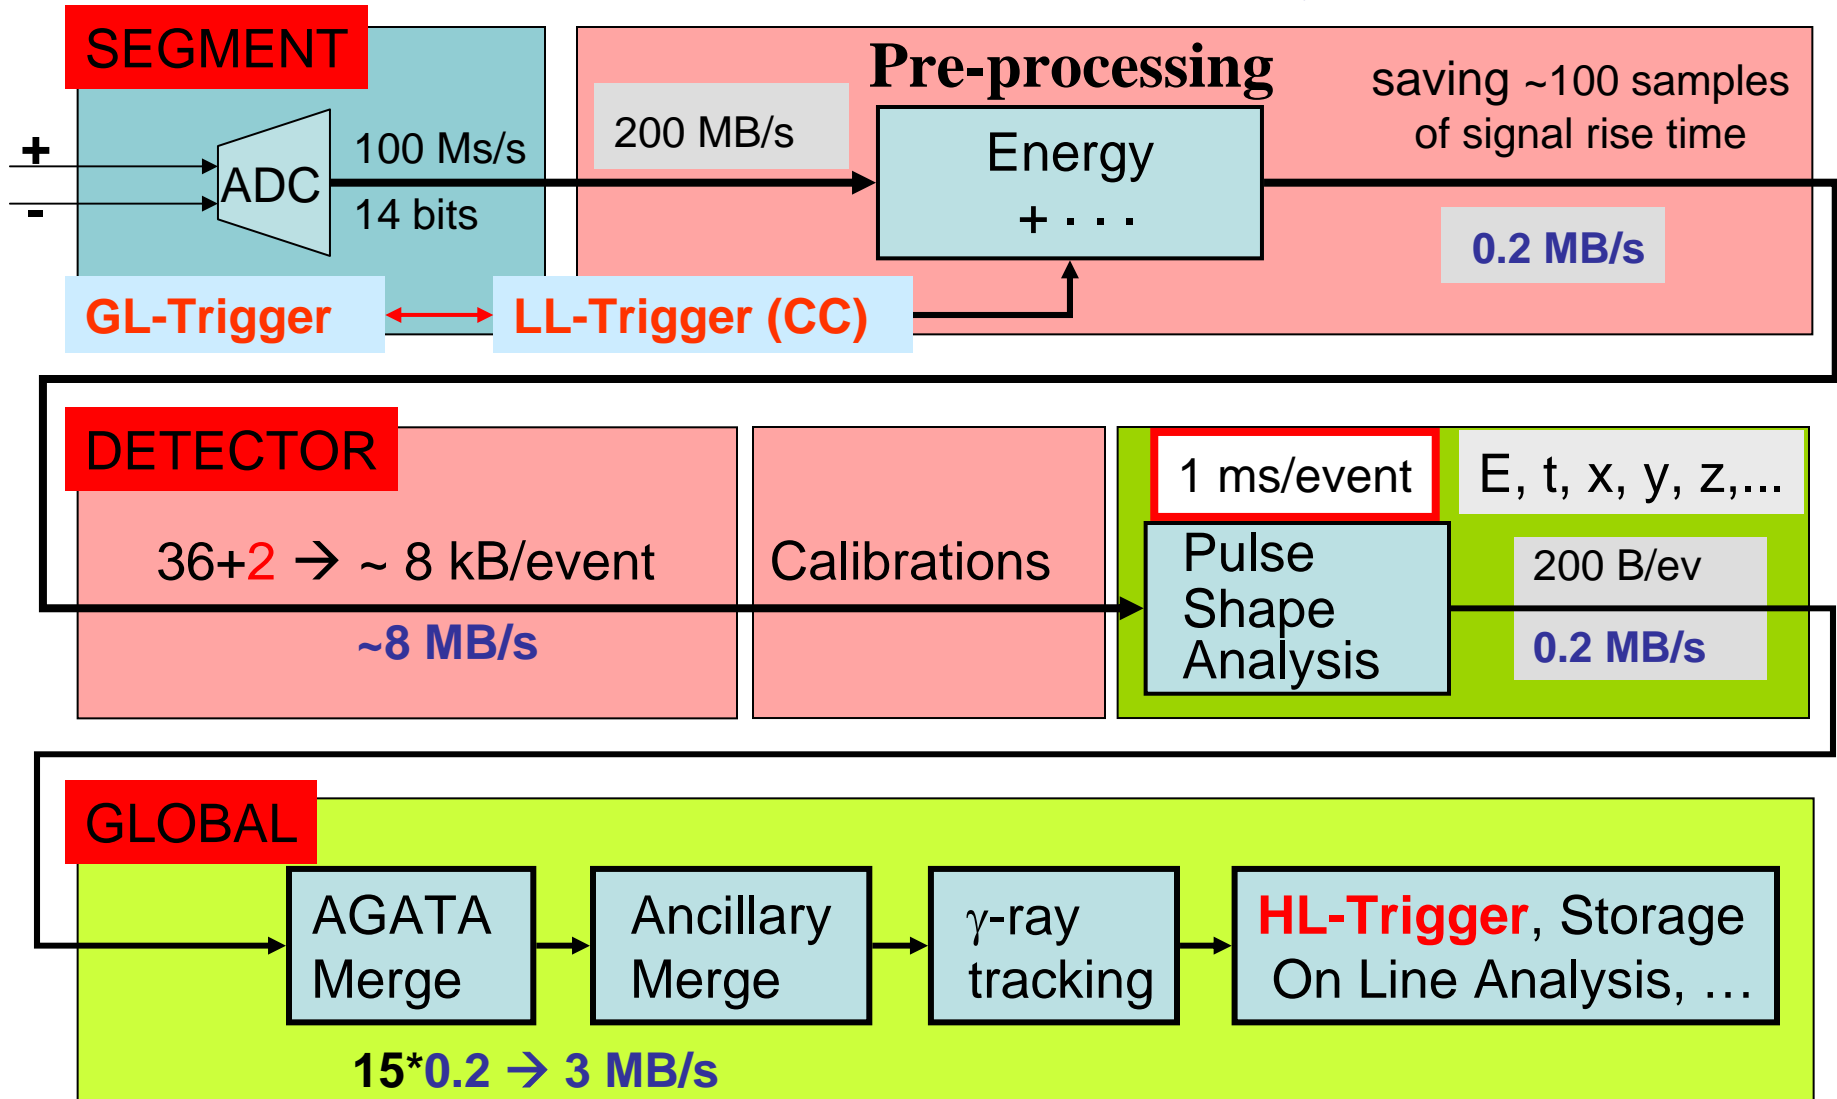 SEGMENT
+
-
ADC
100 Ms/s
14 bits
200 MB/s
Pre-processing
Energy
+ · · ·
saving ~100 samples
of signal rise time
0.2 MB/s
GL-Trigger
LL-Trigger (CC)
DETECTOR
36+2 → ~ 8 kB/event
~8 MB/s
Calibrations
1 ms/event
E, t, x, y, z,...
Pulse
Shape
Analysis
200 B/ev
0.2 MB/s
GLOBAL
AGATA
Merge
Ancillary
Merge
γ-ray
tracking
HL-Trigger, Storage
On Line Analysis, …
15*0.2 → 3 MB/s